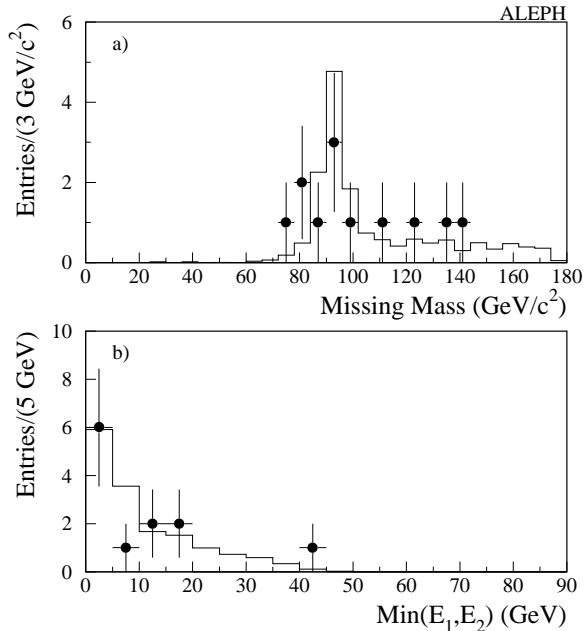 ALEPH
a)
Entries/(3 GeV/c²)
6
4
2
0
0 20 40 60 80 100 120 140 160 180
Missing Mass (GeV/c²)
b)
Entries/(5 GeV)
10
8
6
4
2
0
0 10 20 30 40 50 60 70 80 90
Min(E₁,E₂) (GeV)